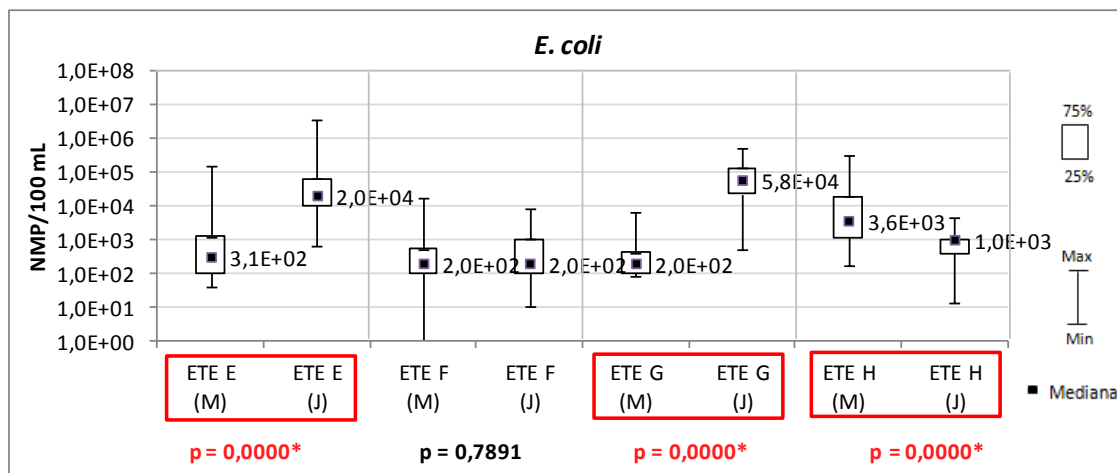 E. coli
NMP/100 mL
1,0E+08
1,0E+07
1,0E+06
1,0E+05
1,0E+04
1,0E+03
1,0E+02
1,0E+01
1,0E+00
3,1E+02
2,0E+04
2,0E+02
2,0E+02
2,0E+02
5,8E+04
3,6E+03
1,0E+03
ETE E
(M)
ETE E
(J)
ETE F
(M)
ETE F
(J)
ETE G
(M)
ETE G
(J)
ETE H
(M)
ETE H
(J)
p = 0,0000*
p = 0,7891
p = 0,0000*
p = 0,0000*
75%
25%
Max
Min
Mediana